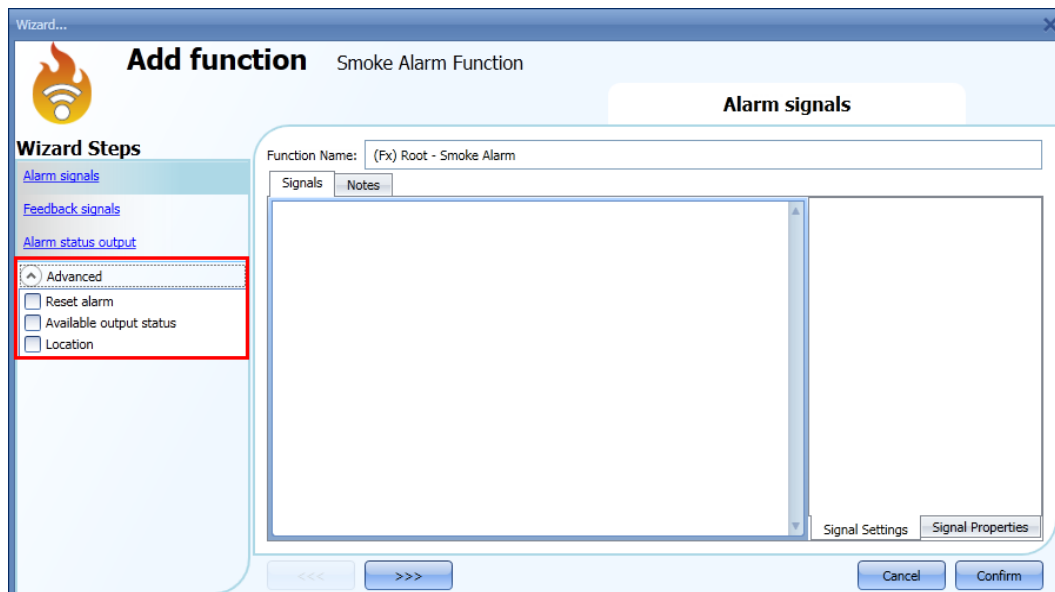 Wizard...
Add function Smoke Alarm Function
Alarm signals
Wizard Steps
Alarm signals
Feedback signals
Alarm status output
Advanced
Reset alarm
Available output status
Location
Function Name: (Fx) Root - Smoke Alarm
Signals Notes
Signal Settings Signal Properties
<<< >>> Cancel Confirm